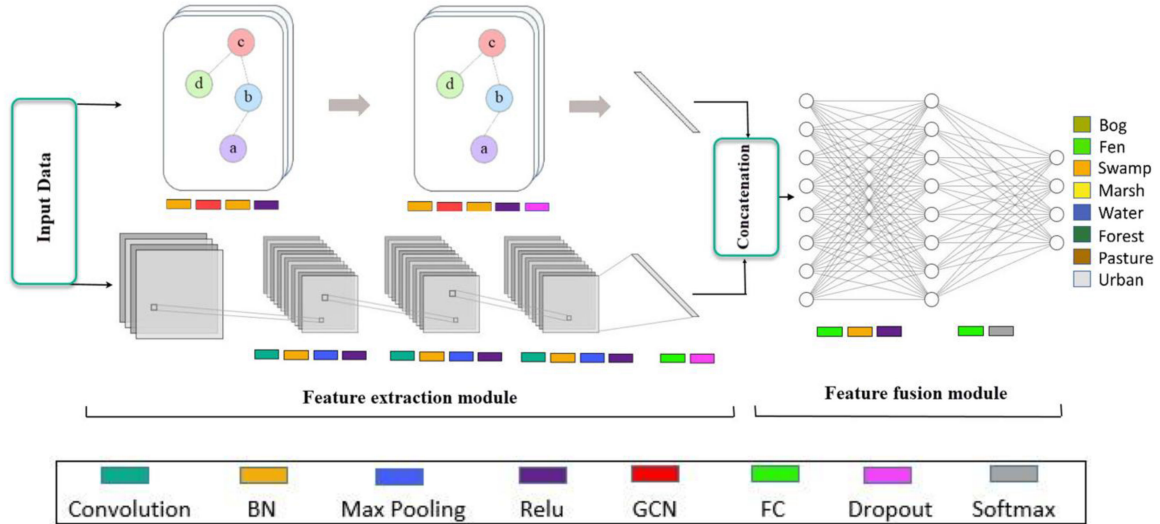 Input Data
c
d
b
a
c
d
b
a
Concatenation
Bog
Fen
Swamp
Marsh
Water
Forest
Pasture
Urban
Feature extraction module
Feature fusion module
Convolution
BN
Max Pooling
Relu
GCN
FC
Dropout
Softmax